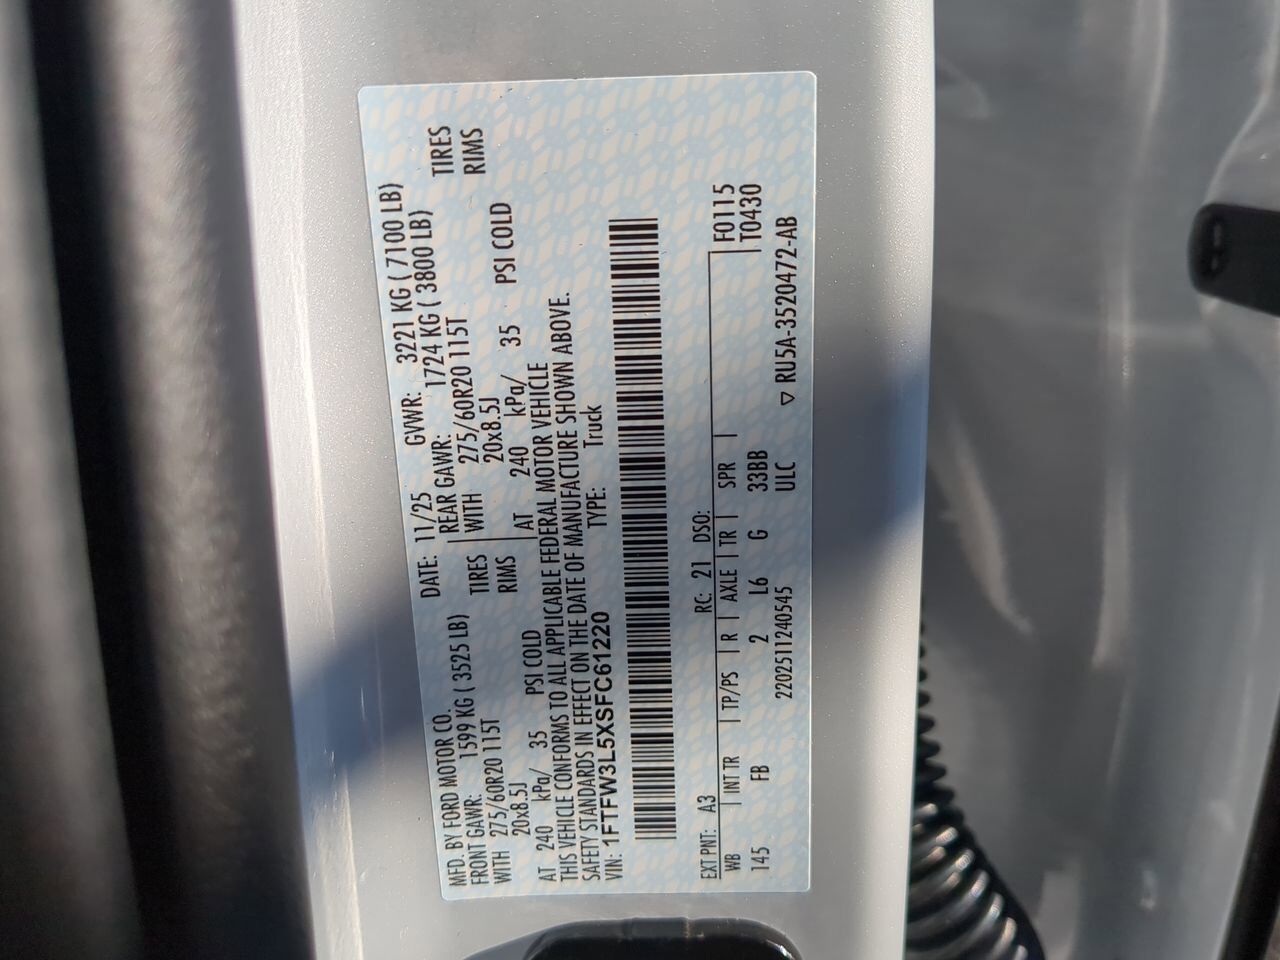 MFD. BY FORD MOTOR CO. DATE: 11/25 GVWR: 3221 KG ( 7100 LB)
FRONT GAWR: 1599 KG ( 3525 LB) REAR GAWR: 1724 KG ( 3800 LB)
WITH 275/60R20 115T TIRES WITH 275/60R20 115T TIRES
20x8.5J RIMS 20x8.5J RIMS
AT 240 kPa/ 35 PSI COLD AT 240 kPa/ 35 PSI COLD
THIS VEHICLE CONFORMS TO ALL APPLICABLE FEDERAL MOTOR VEHICLE
SAFETY STANDARDS IN EFFECT ON THE DATE OF MANUFACTURE SHOWN ABOVE.
VIN: 1FTFW3L5XSFC61220 TYPE: Truck
EXT PNT: A3 RC: 21 DSO:
WB INT TR TP/PS R AXLE TR SPR F0115
145 FB 2 L6 G 33BB T0430
2202511240545 ULC ▽ RU5A-3520472-AB